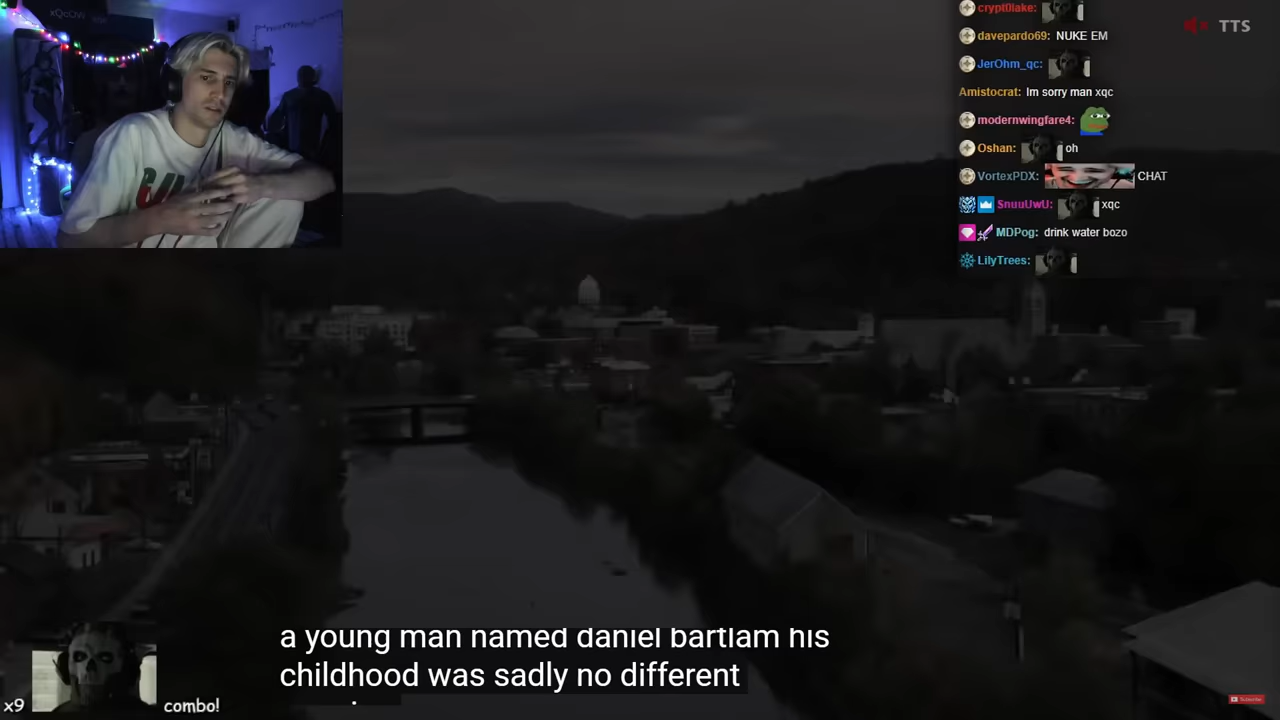 crypt0lake:
TTS
davepardo69: NUKE EM
JerOhm_qc:
Amistocrat: Im sorry man xqc
modernwingfare4:
Oshan: oh
VortexPDX: CHAT
SnuuUwU: xqc
MDPog: drink water bozo
LilyTrees:
a young man named daniel bartlam his
childhood was sadly no different
x9 combo!